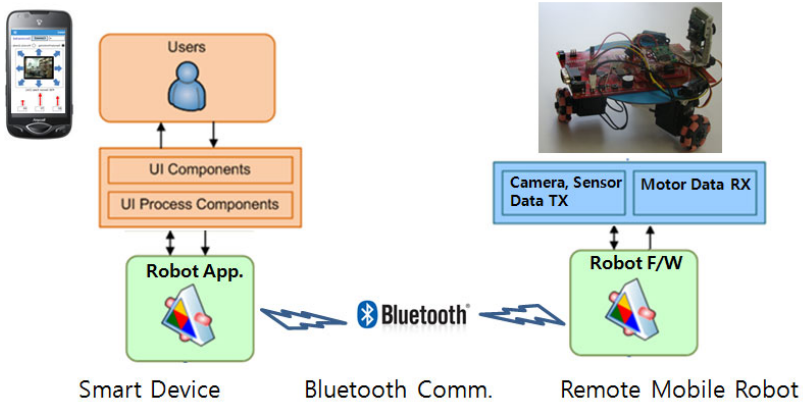 Users
UI Components
UI Process Components
Robot App.
Bluetooth®
Camera, Sensor
Data TX
Motor Data RX
Robot F/W
Smart Device
Bluetooth Comm.
Remote Mobile Robot